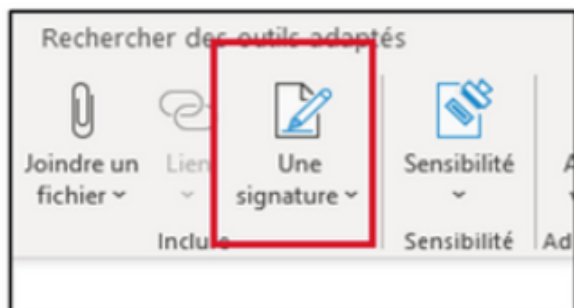 Rechercher des outils adaptés
Joindre un
fichier
Lien
Une
signature
Sensibilité
Inclure
Sensibilité
Ad